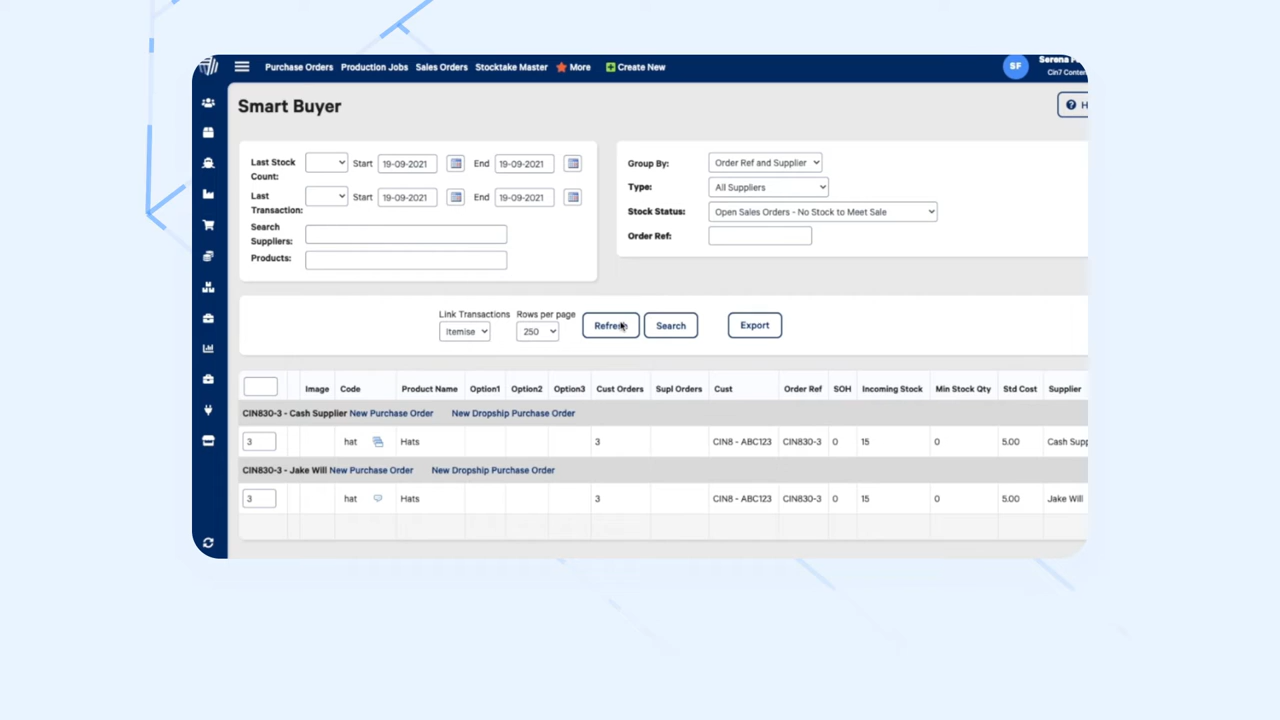 Purchase Orders Production Jobs Sales Orders Stocktake Master More Create New SF Serena
Cin7
Smart Buyer
Last Stock Count: Start 19-09-2021 End 19-09-2021
Last Transaction: Start 19-09-2021 End 19-09-2021
Search Suppliers:
Products:
Group By: Order Ref and Supplier
Type: All Suppliers
Stock Status: Open Sales Orders - No Stock to Meet Sale
Order Ref:
Link Transactions Rows per page
Itemise 250 Refresh Search Export
Image Code Product Name Option1 Option2 Option3 Cust Orders Supl Orders Cust Order Ref SOH Incoming Stock Min Stock Qty Std Cost Supplier
CIN830-3 - Cash Supplier New Purchase Order New Dropship Purchase Order
3 hat Hats 3 CIN8 - ABC123 CIN830-3 0 15 0 5.00 Cash Supp
CIN830-3 - Jake Will New Purchase Order New Dropship Purchase Order
3 hat Hats 3 CIN8 - ABC123 CIN830-3 0 15 0 5.00 Jake Will